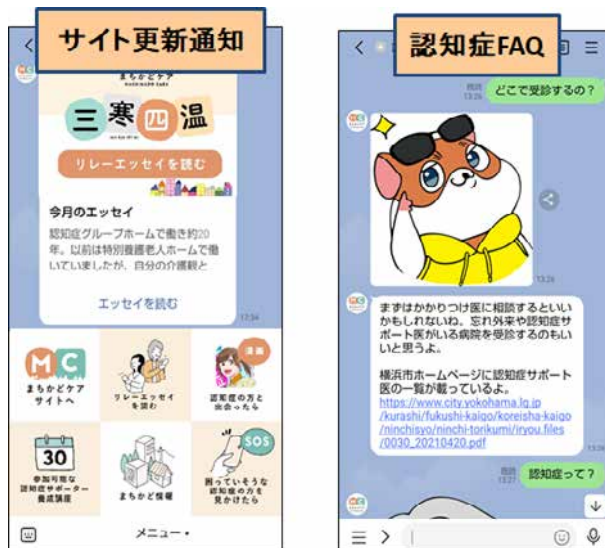 サイト更新通知
まちかどケア
MACHIKADO CARE
三寒四温
リレーエッセイを読む
今月のエッセイ
認知症グループホームで働き約20
年。以前は特別養護老人ホームで働
いていましたが、自分の介護観と
エッセイを読む
17:34
MC
まちかどケア
サイトへ
リレーエッセイ
を読む
漫画
認知症の方と
出会ったら
30
参加可能な
認知症サポーター
養成講座
まちかど情報
SOS
困っていそうな
認知症の方を
見かけたら
メニュー
認知症FAQ
既読
13:26
どこで受診するの？
13:26
まずはかかりつけ医に相談するといい
かもしれないね。忘れ外来や認知症サ
ポート医がいる病院を受診するのもい
いと思うよ。
横浜市ホームページに認知症サポート
医の一覧が載っているよ。
https://www.city.yokohama.lg.jp
/kurashi/fukushi-kaigo/koreisha-kaigo
/ninchisyo/ninchi-torikumi/iryou.files
/0030_20210420.pdf
13:26
既読
13:27
認知症って？